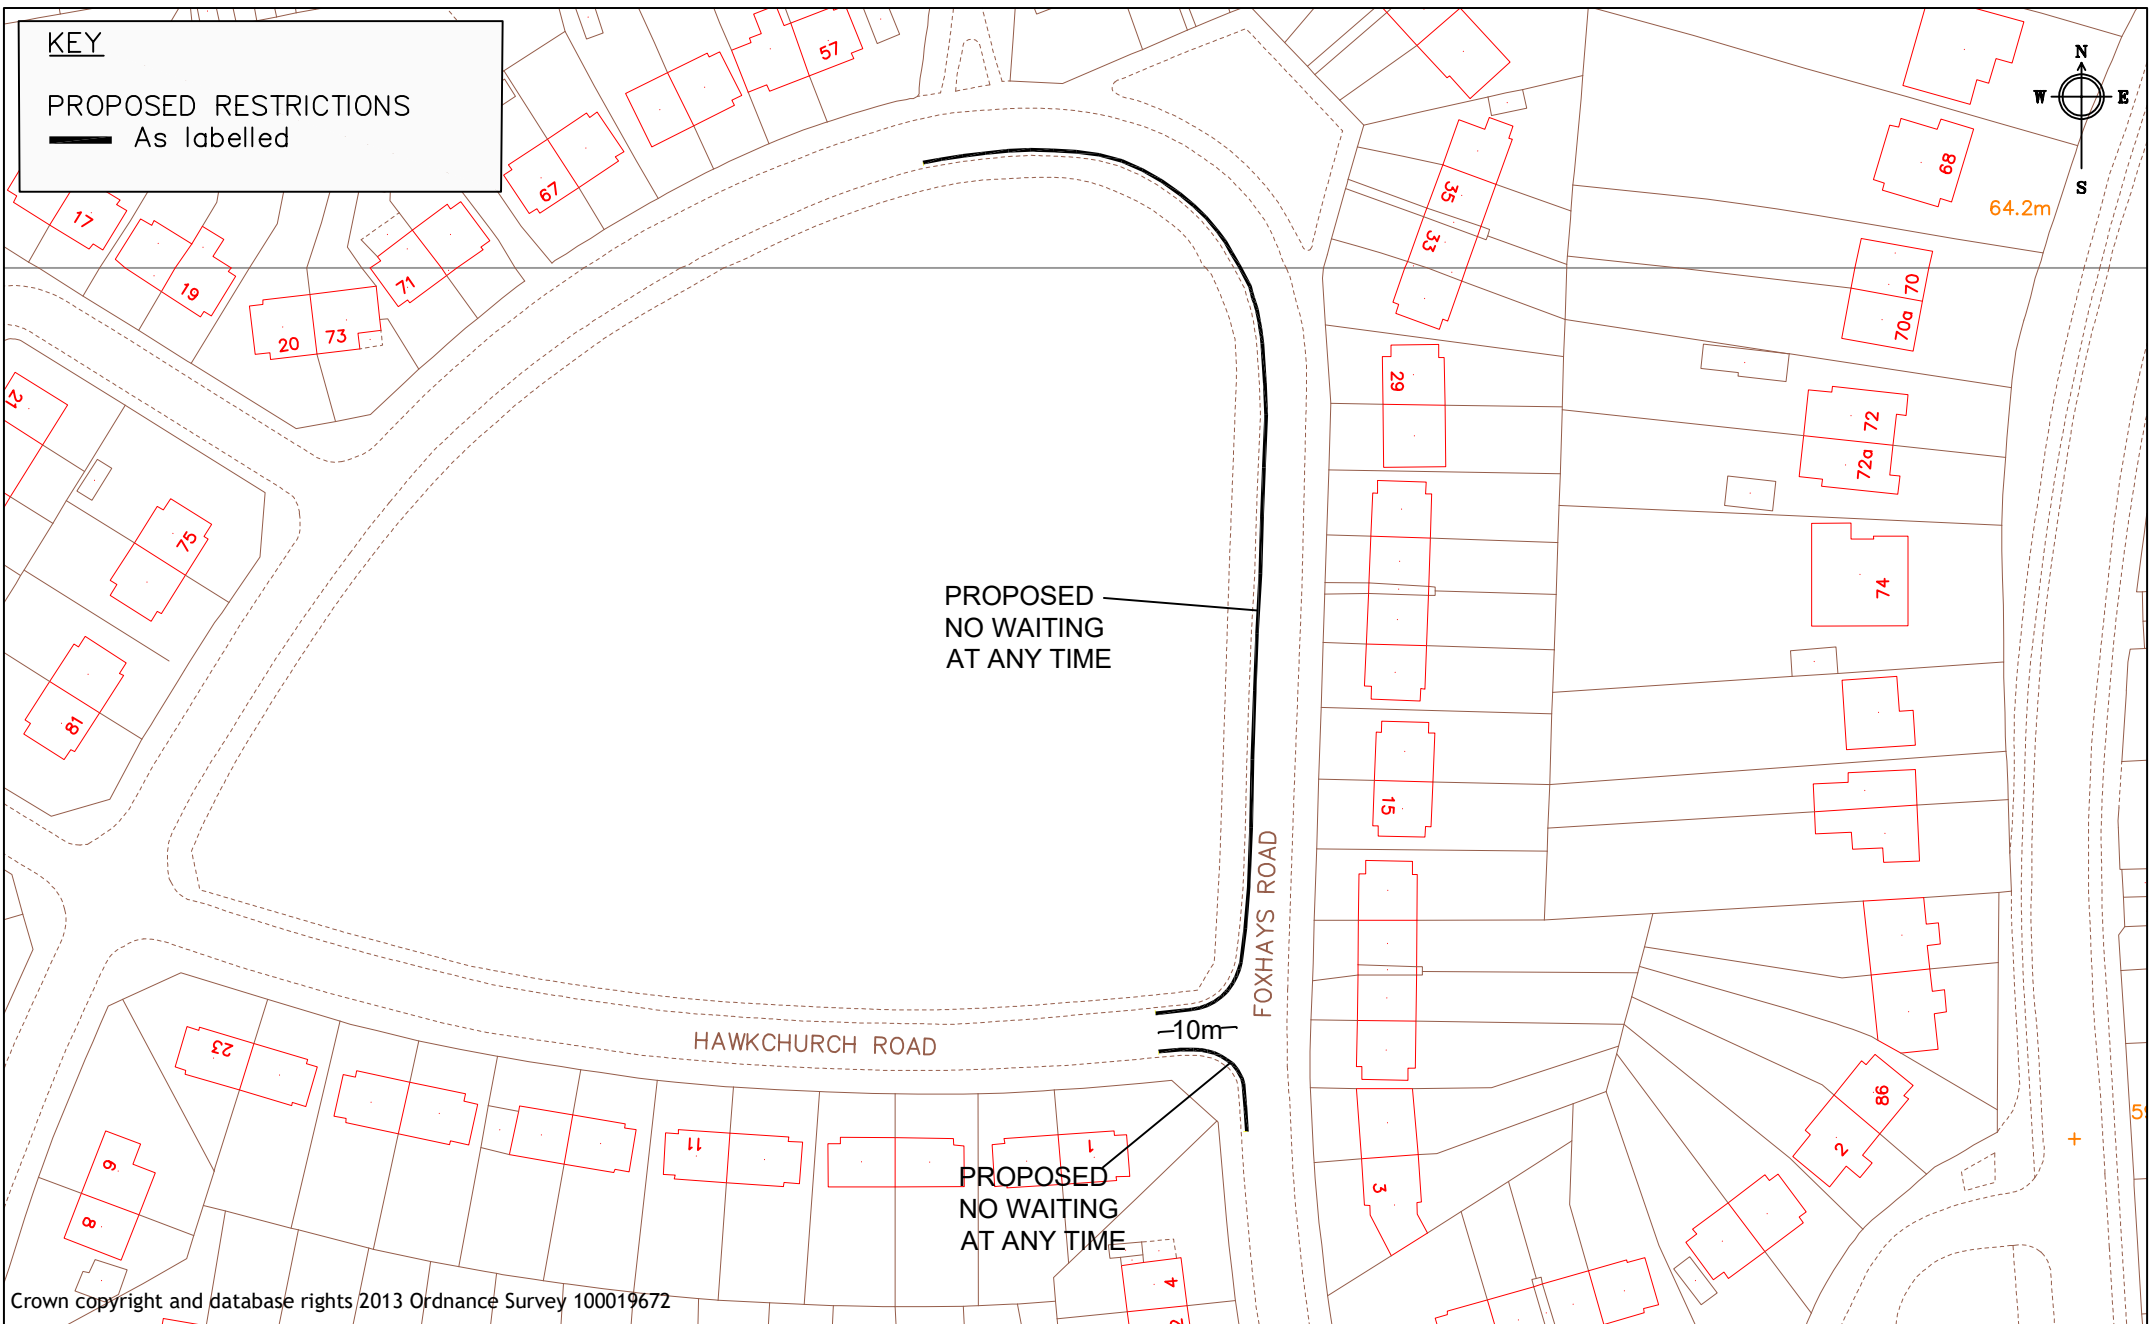 KEY
PROPOSED RESTRICTIONS
As labelled
57
N
W E
S
67
68
64.2m
17
19
71
35
33
70
70a
20 73
29
21
72
72a
75
74
PROPOSED
NO WAITING
AT ANY TIME
81
15
FOXHAYS ROAD
10m
HAWKCHURCH ROAD
23
11
1
86
2
9
8
3
PROPOSED
NO WAITING
AT ANY TIME
4
Crown copyright and database rights 2013 Ordnance Survey 100019672